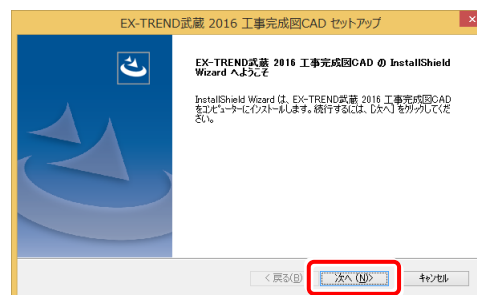 EX-TREND武蔵 2016 工事完成図CAD セットアップ
EX-TREND武蔵 2016 工事完成図CAD の InstallShield
Wizard へようこそ
InstallShield Wizard は、EX-TREND武蔵 2016 工事完成図CAD
をコンピューターにインストールします。続行するには、[次へ] をクリックしてくだ
さい。
< 戻る(B)
次へ (N)>
キャンセル